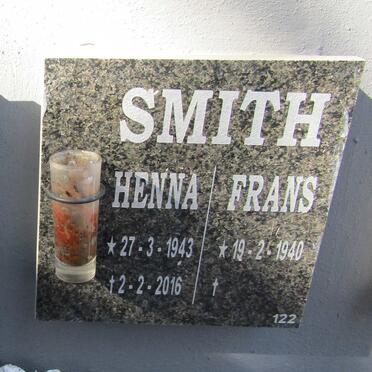 SMITH
HENNA FRANS
★ 27 - 3 - 1943 ★ 19 - 2 - 1940
† 2 - 2 - 2016 †
122